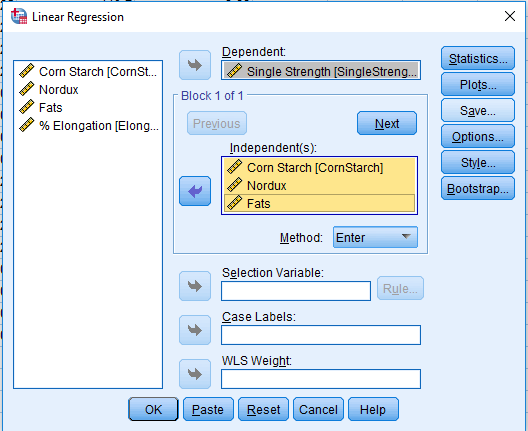 Linear Regression
Corn Starch [CornSt...
Nordux
Fats
% Elongation [Elong...
Dependent:
Single Strength [SingleStreng...
Block 1 of 1
Previous
Next
Independent(s):
Corn Starch [CornStarch]
Nordux
Fats
Method: Enter
Selection Variable:
Rule...
Case Labels:
WLS Weight:
Statistics...
Plots...
Save...
Options...
Style...
Bootstrap...
OK Paste Reset Cancel Help